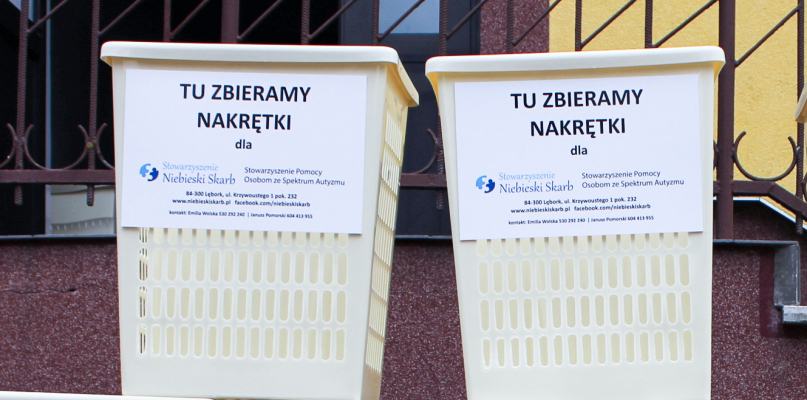 TU ZBIERAMY
NAKRĘTKI
dla
Stowarzyszenie
Niebieski Skarb
Stowarzyszenie Pomocy
Osobom ze Spektrum Autyzmu
84-300 Lębork, ul. Krzywoustego 1 pok. 232
www.niebieskiskarb.pl facebook.com/niebieskiskarb
kontakt: Emilia Wolska 530 292 240 | Janusz Pomorski 604 413 955
TU ZBIERAMY
NAKRĘTKI
dla
Stowarzyszenie
Niebieski Skarb
Stowarzyszenie Pomocy
Osobom ze Spektrum Autyzmu
84-300 Lębork, ul. Krzywoustego 1 pok. 232
www.niebieskiskarb.pl facebook.com/niebieskiskarb
kontakt: Emilia Wolska 530 292 240 | Janusz Pomorski 604 413 955